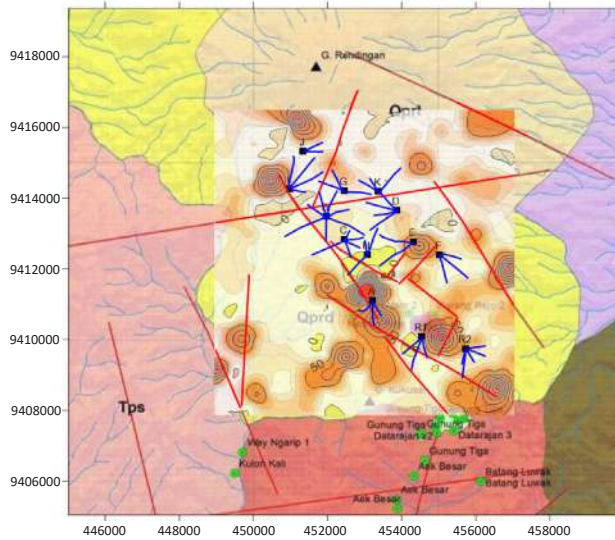 9418000
G. Rendingan
9416000
Qprt
J
G
K
9414000
D
C
E
F
9412000
A
Qprd
9410000
R1
R2
50
9408000
Tps
Gunung Tiga
Gunung Tiga
Datarajan 2
Datarajan 3
Way Ngarip 1
Gunung Tiga
Kulon Kali
Aek Besar
Batang Luwak
9406000
Batang Luwak
Aek Besar
Aek Besar
446000
448000
450000
452000
454000
456000
458000